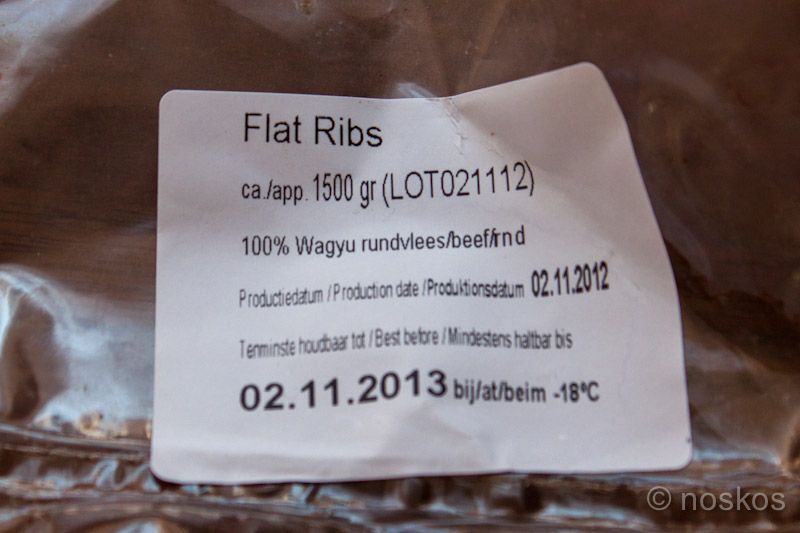 Flat Ribs
ca./app. 1500 gr (LOT021112)
100% Wagyu rundvlees/beef/rnd
Productiedatum / Production date /Produktionsdatum 02.11.2012
Tenminste houdbaar tot / Best before / Mindestens haltbar bis
02.11.2013 bij/at/beim -18°C
© noskos